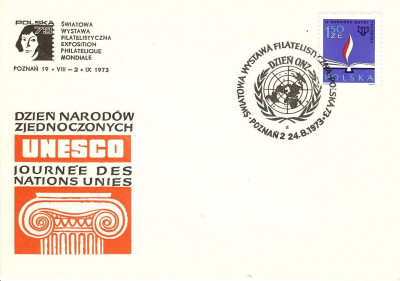 POLSKA
73
ŚWIATOWA
WYSTAWA
FILATELISTYCZNA
EXPOSITION
PHILATELIQUE
MONDIALE
POZNAŃ 19 • VIII – 2 • IX 1973
DZIEŃ NARODÓW
ZJEDNOCZONYCH
UNESCO
JOURNÉE DES
NATIONS UNIES
ŚWIATOWA WYSTAWA FILATELISTYCZNA POLSKA-73
DZIEŃ ONZ
POZNAŃ 2 24-8.1973
1,50
ZŁ
POLSKA